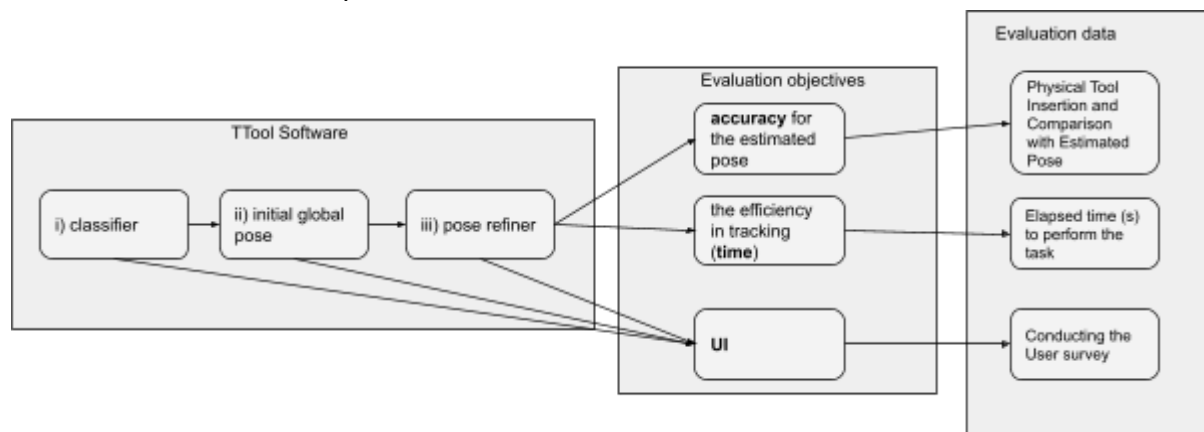 TTool Software
i) classifier
ii) initial global
pose
iii) pose refiner
Evaluation objectives
accuracy for
the estimated
pose
the efficiency
in tracking
(time)
UI
Evaluation data
Physical Tool
Insertion and
Comparison
with Estimated
Pose
Elapsed time (s)
to perform the
task
Conducting the
User survey